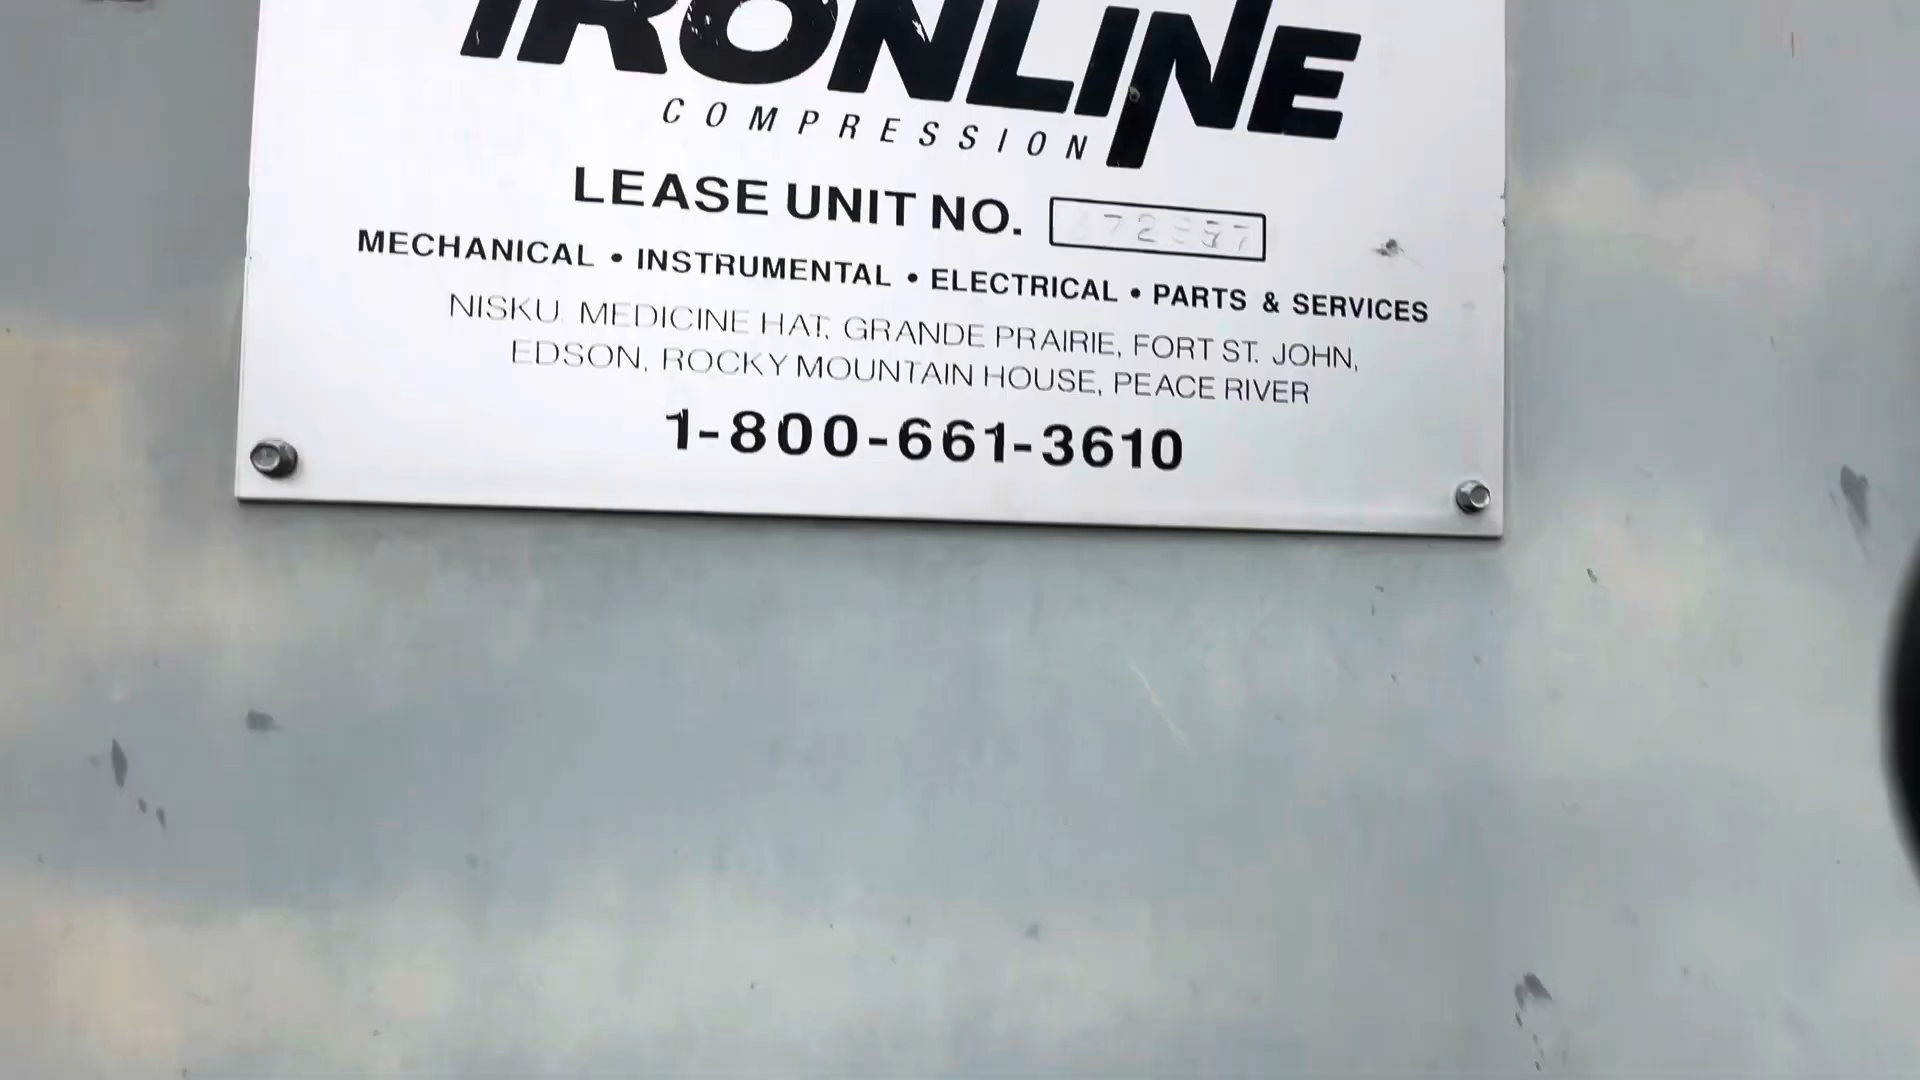 IRONLINE
COMPRESSION
LEASE UNIT NO.
MECHANICAL • INSTRUMENTAL • ELECTRICAL • PARTS & SERVICES
NISKU, MEDICINE HAT, GRANDE PRAIRIE, FORT ST. JOHN,
EDSON, ROCKY MOUNTAIN HOUSE, PEACE RIVER
1-800-661-3610